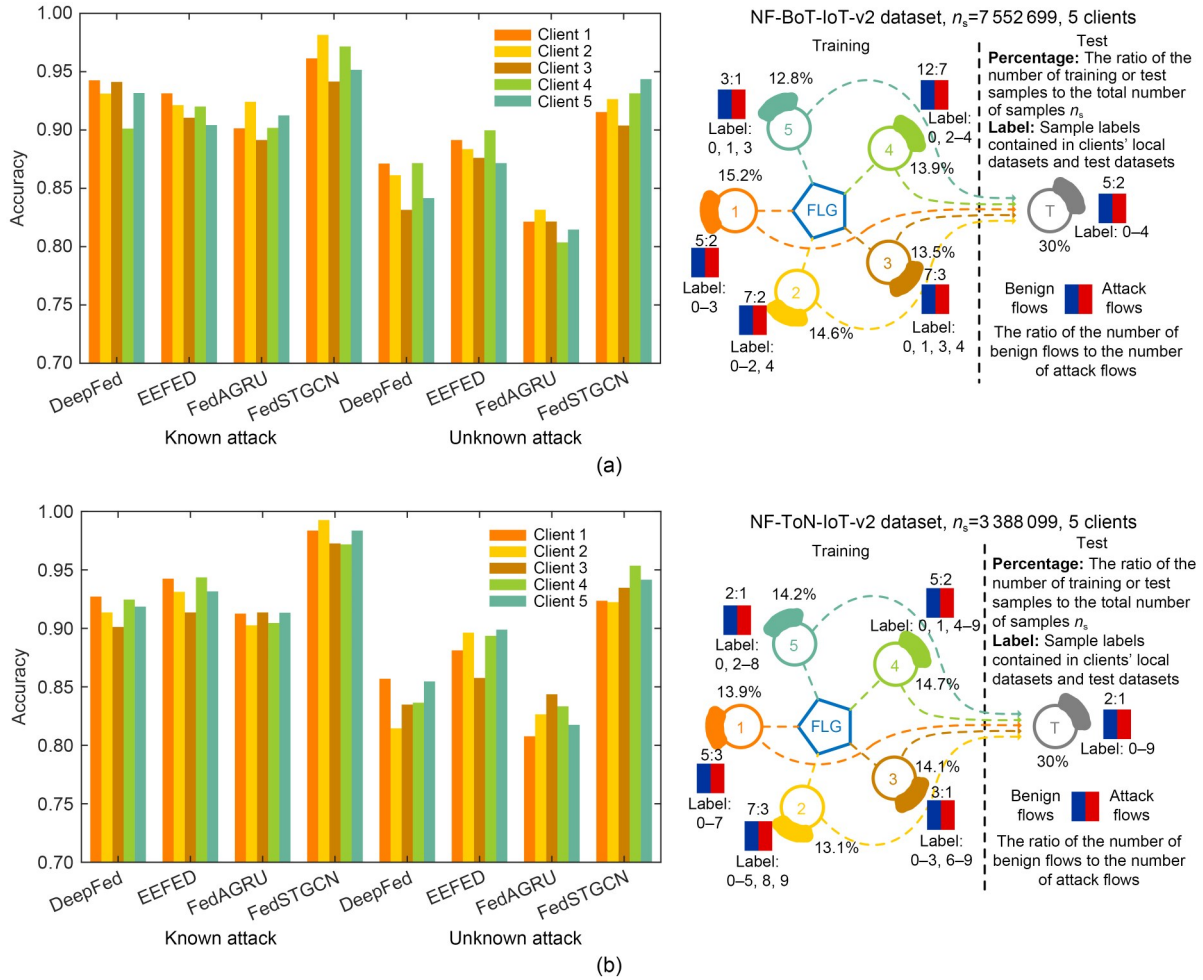 1.00
0.95
0.90
0.85
0.80
0.75
0.70
Accuracy
Client 1
Client 2
Client 3
Client 4
Client 5
DeepFed
EEFED
FedAGRU
FedSTGCN
DeepFed
EEFED
FedAGRU
FedSTGCN
Known attack
Unknown attack
NF-BoT-IoT-v2 dataset, nₛ=7 552 699, 5 clients
Training
Test
3:1
Label:
0, 1, 3
12.8%
5
12:7
Label:
0, 2–4
4
13.9%
15.2%
1
5:2
Label:
0–3
FLG
7:2
Label:
0–2, 4
2
14.6%
3
13.5%
7:3
Label:
0, 1, 3, 4
Percentage: The ratio of the
number of training or test
samples to the total number
of samples nₛ
Label: Sample labels
contained in clients' local
datasets and test datasets
T
30%
5:2
Label: 0–4
Benign
flows
Attack
flows
The ratio of the number of
benign flows to the number
of attack flows
(a)
1.00
0.95
0.90
0.85
0.80
0.75
0.70
Accuracy
Client 1
Client 2
Client 3
Client 4
Client 5
DeepFed
EEFED
FedAGRU
FedSTGCN
DeepFed
EEFED
FedAGRU
FedSTGCN
Known attack
Unknown attack
NF-ToN-IoT-v2 dataset, nₛ=3 388 099, 5 clients
Training
Test
2:1
Label:
0, 2–8
14.2%
5
5:2
Label: 0, 1, 4–9
4
14.7%
13.9%
1
5:3
Label:
0–7
FLG
7:3
Label:
0–5, 8, 9
2
13.1%
3
14.1%
3:1
Label:
0–3, 6–9
Percentage: The ratio of the
number of training or test
samples to the total number
of samples nₛ
Label: Sample labels
contained in clients' local
datasets and test datasets
T
30%
2:1
Label: 0–9
Benign
flows
Attack
flows
The ratio of the number of
benign flows to the number
of attack flows
(b)